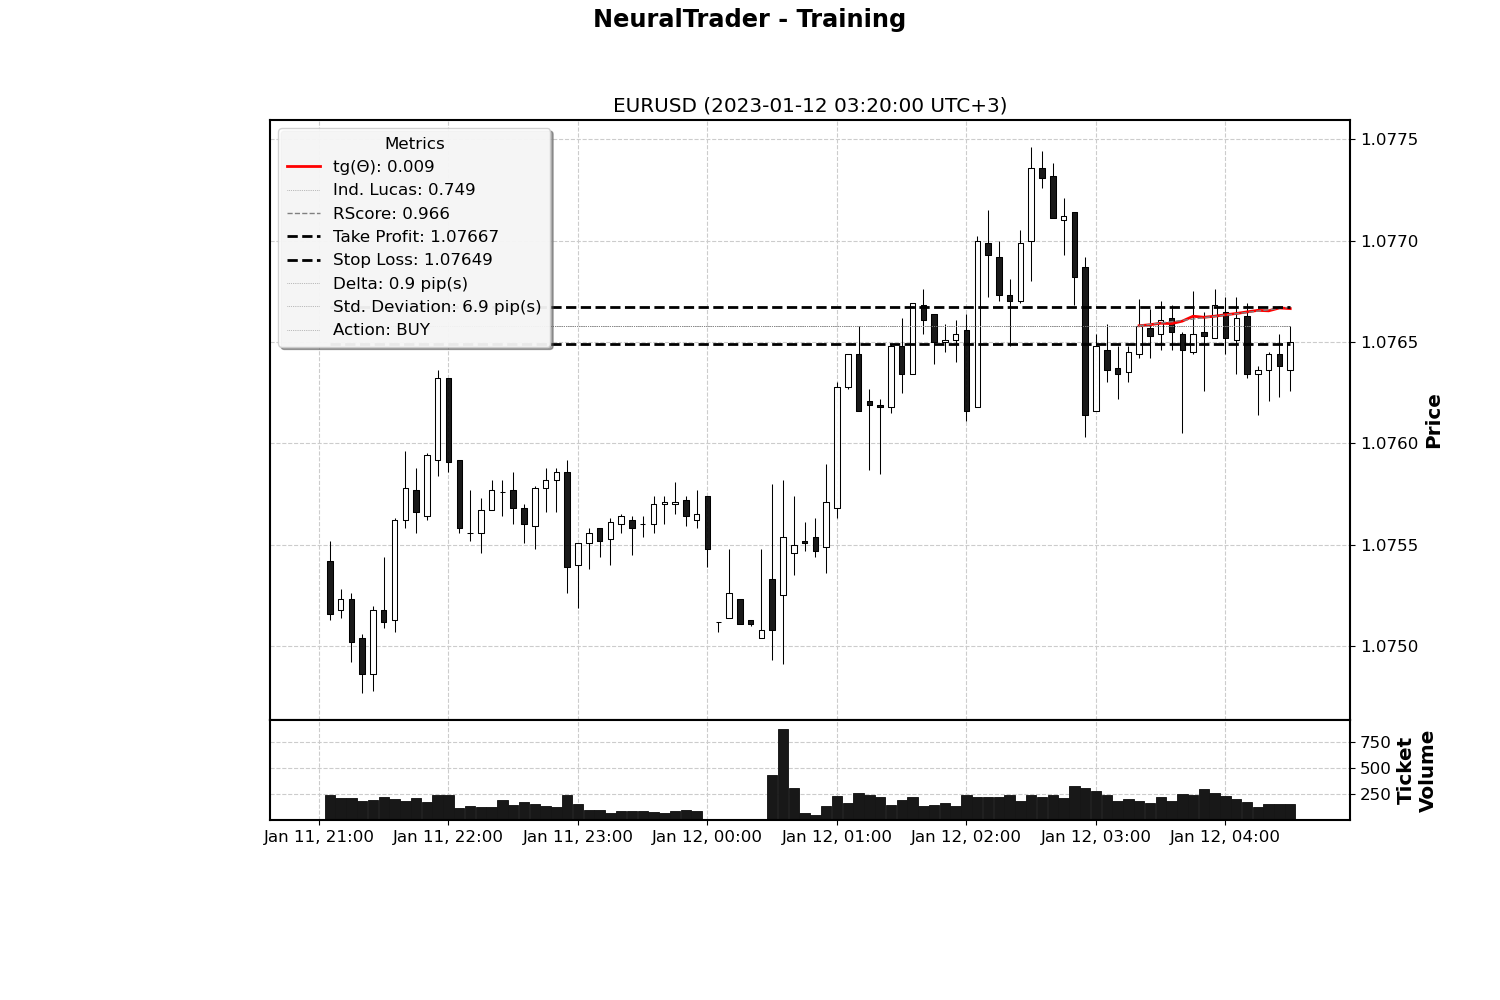 NeuralTrader - Training
EURUSD (2023-01-12 03:20:00 UTC+3)
Metrics
tg(Θ): 0.009
Ind. Lucas: 0.749
RScore: 0.966
Take Profit: 1.07667
Stop Loss: 1.07649
Delta: 0.9 pip(s)
Std. Deviation: 6.9 pip(s)
Action: BUY
1.0775
1.0770
1.0765
1.0760
1.0755
1.0750
Price
750
500
250
Ticket
Volume
Jan 11, 21:00
Jan 11, 22:00
Jan 11, 23:00
Jan 12, 00:00
Jan 12, 01:00
Jan 12, 02:00
Jan 12, 03:00
Jan 12, 04:00